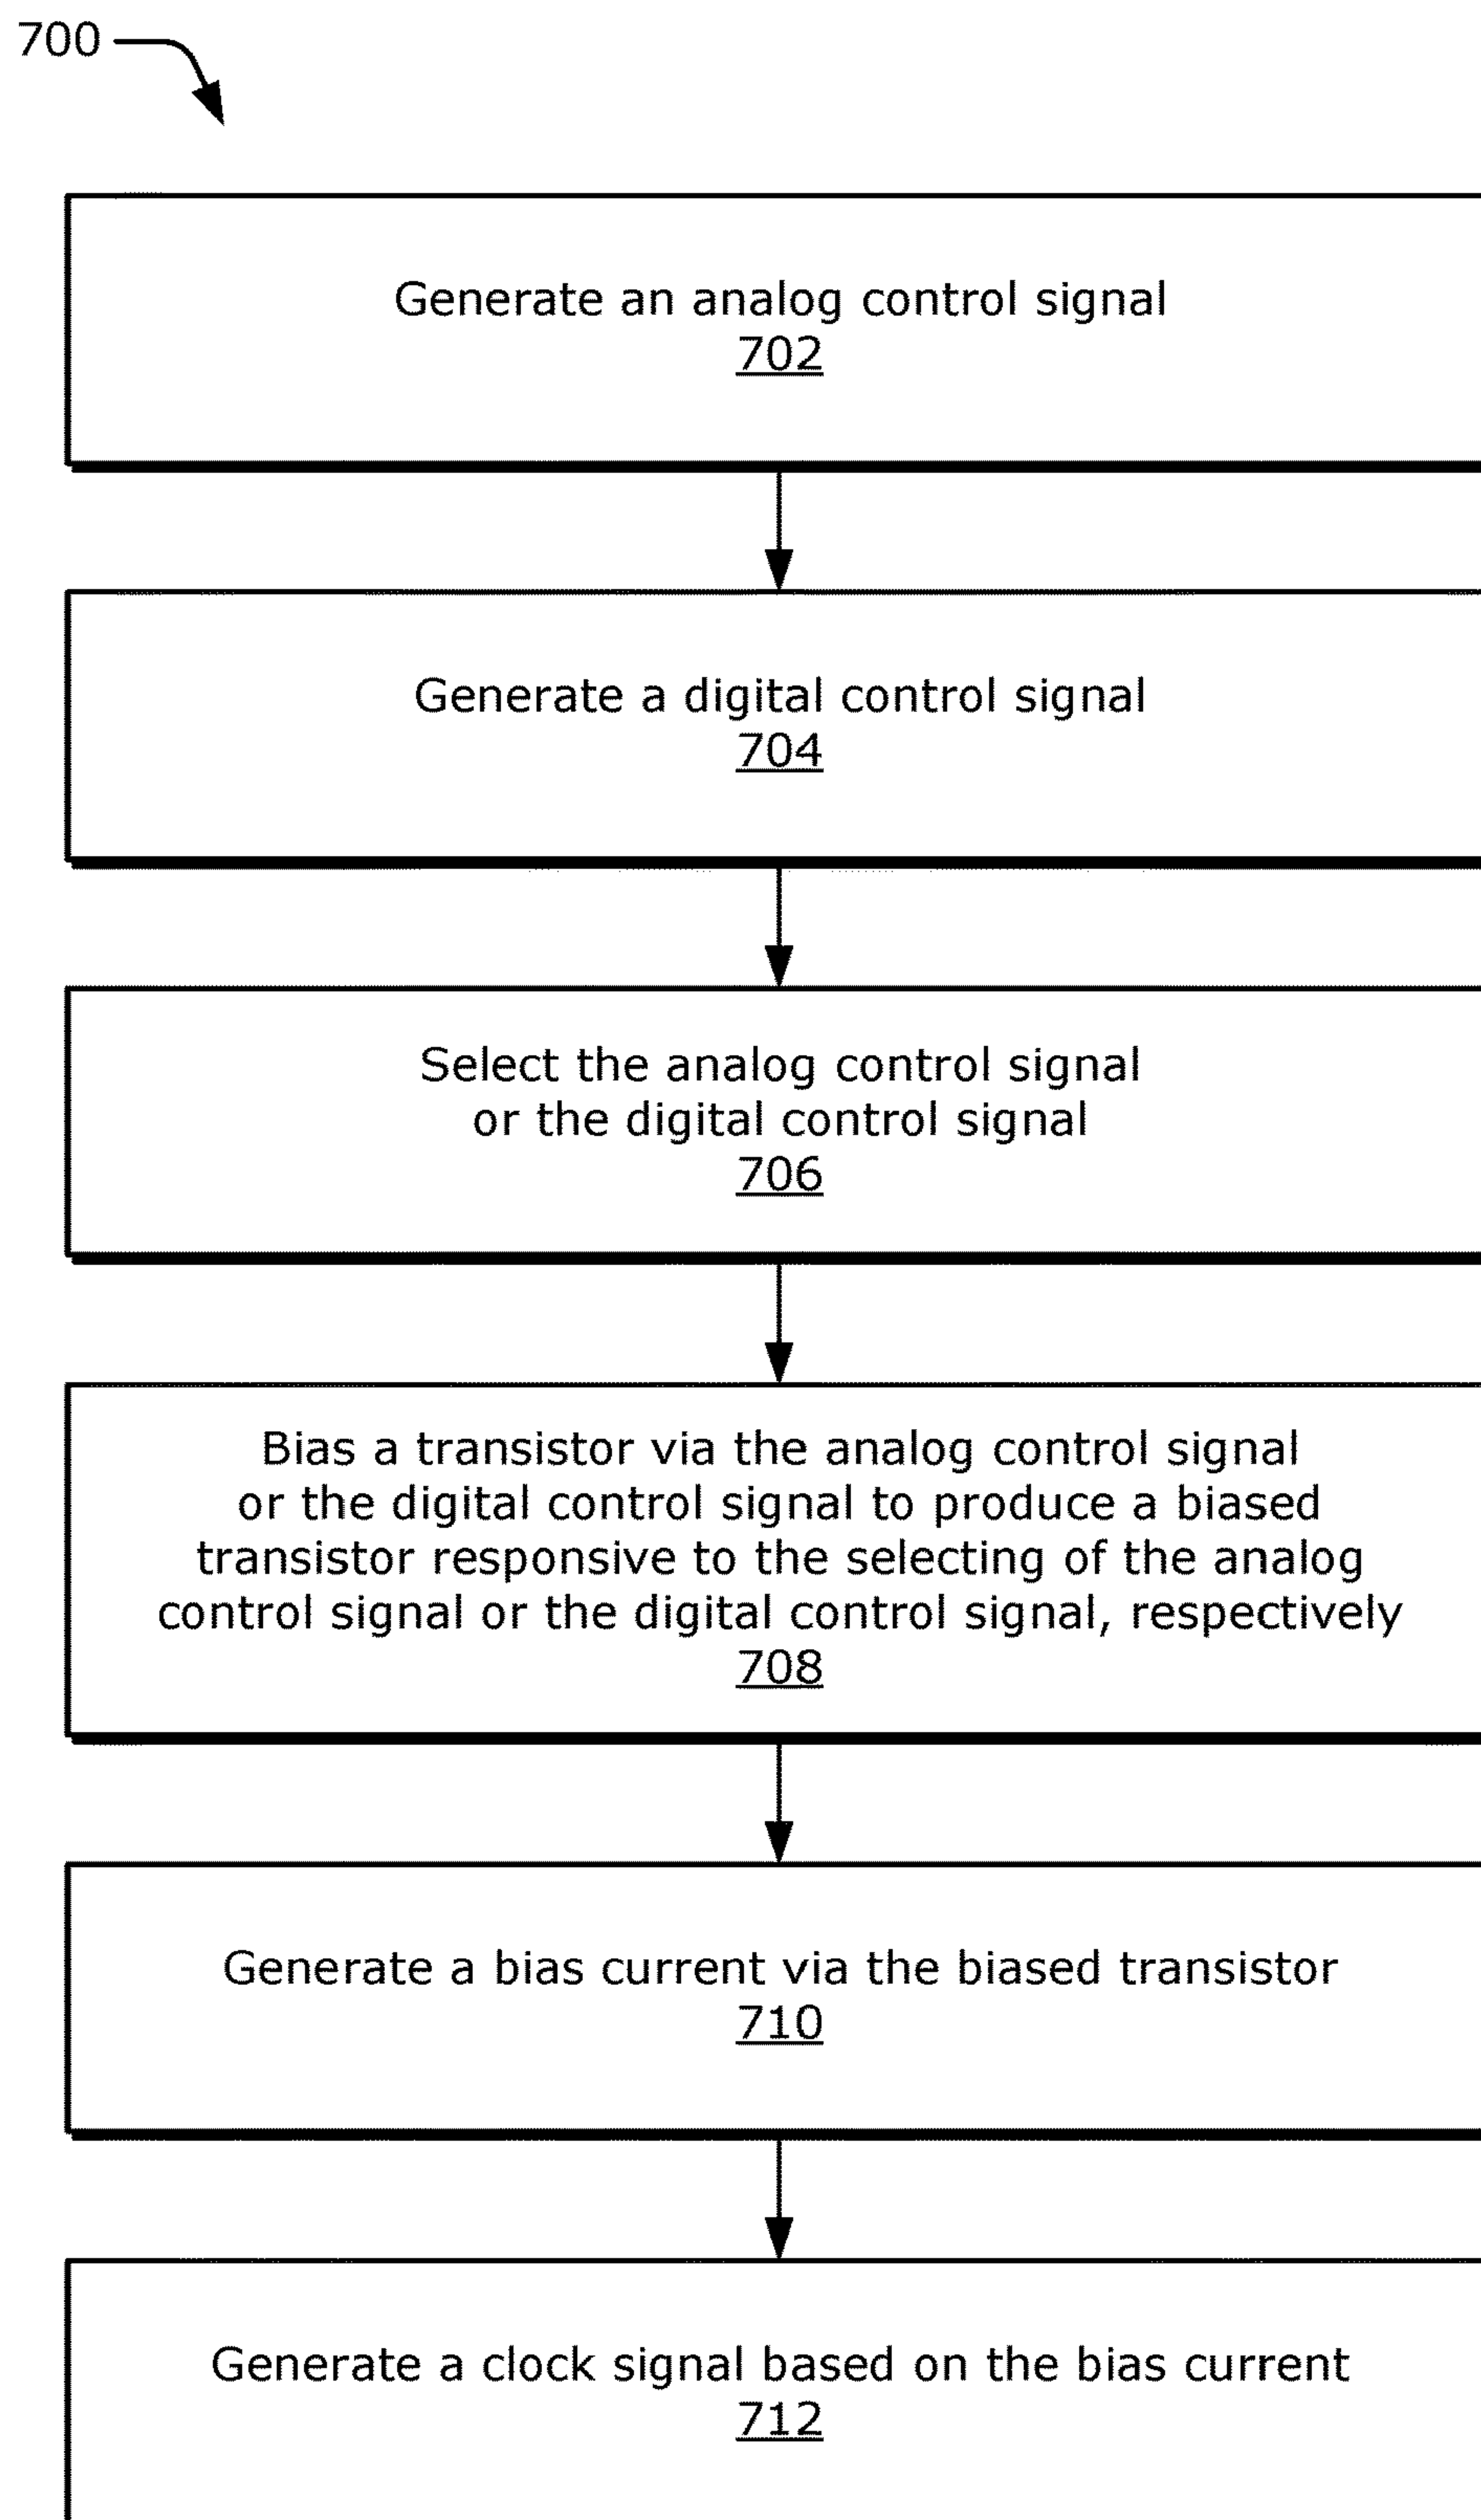 700
Generate an analog control signal
702
Generate a digital control signal
704
Select the analog control signal
or the digital control signal
706
Bias a transistor via the analog control signal
or the digital control signal to produce a biased
transistor responsive to the selecting of the analog
control signal or the digital control signal, respectively
708
Generate a bias current via the biased transistor
710
Generate a clock signal based on the bias current
712